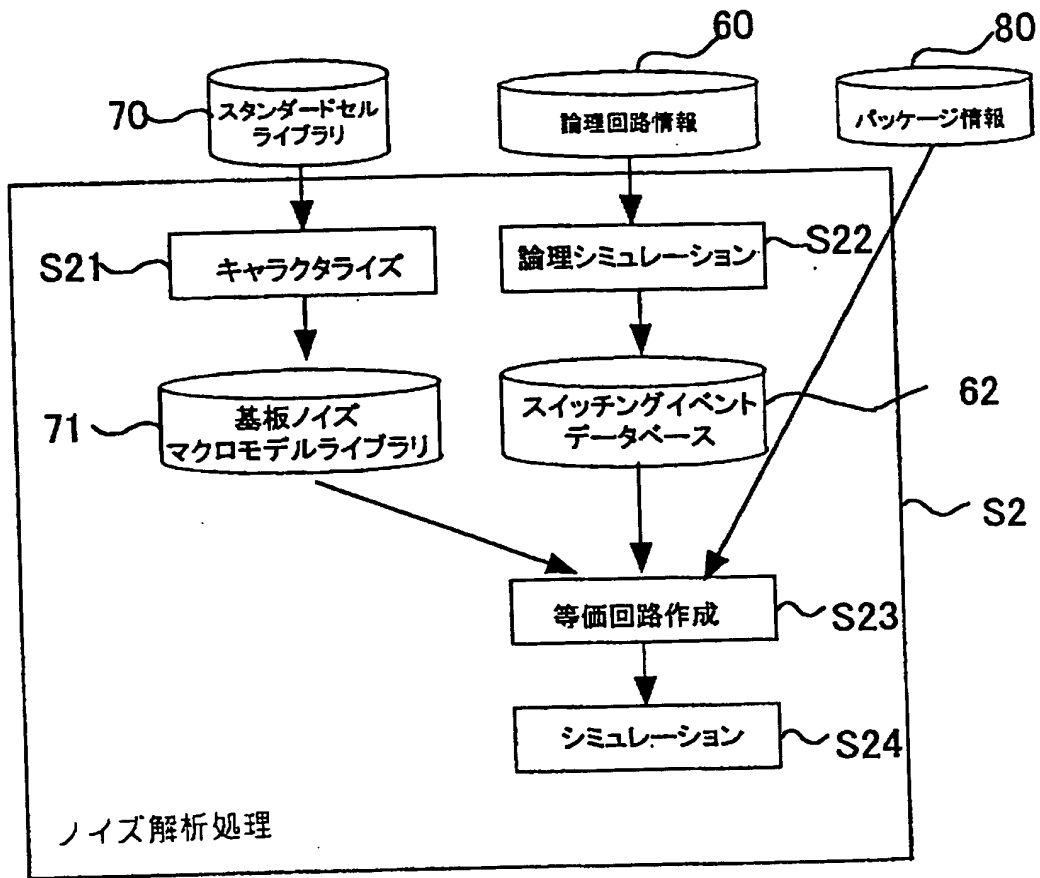 60
80
70
スタンダードセル
ライブラリ
論理回路情報
パッケージ情報
S21
キャラクタライズ
論理シミュレーション
S22
71
基板ノイズ
マクロモデルライブラリ
スイッチングイベント
データベース
62
S2
等価回路作成
S23
シミュレーション
S24
ノイズ解析処理